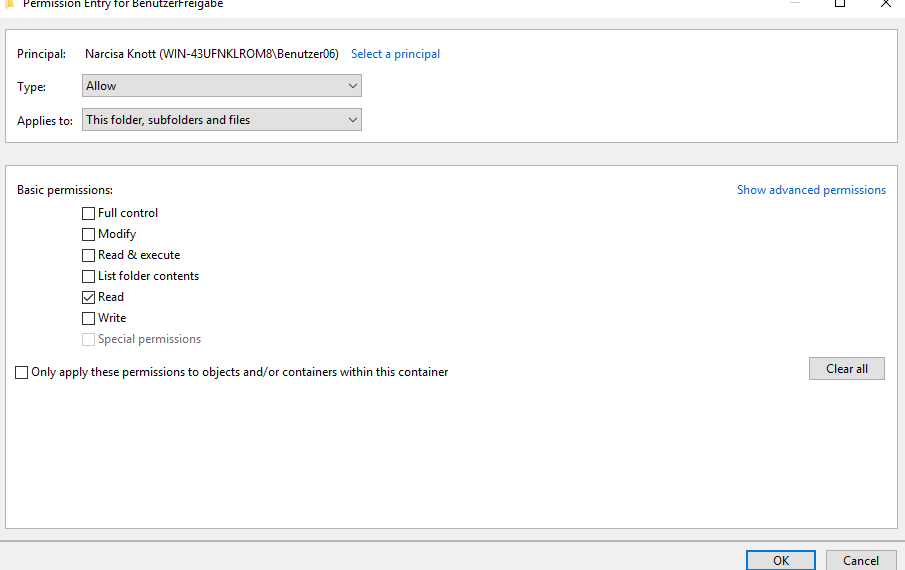 Permission Entry for BenutzerFreigabe
Principal: Narcisa Knott (WIN-43UFNKLROM8\Benutzer06) Select a principal
Type: Allow
Applies to: This folder, subfolders and files
Basic permissions: Show advanced permissions
Full control
Modify
Read & execute
List folder contents
Read
Write
Special permissions
Only apply these permissions to objects and/or containers within this container
Clear all
OK Cancel